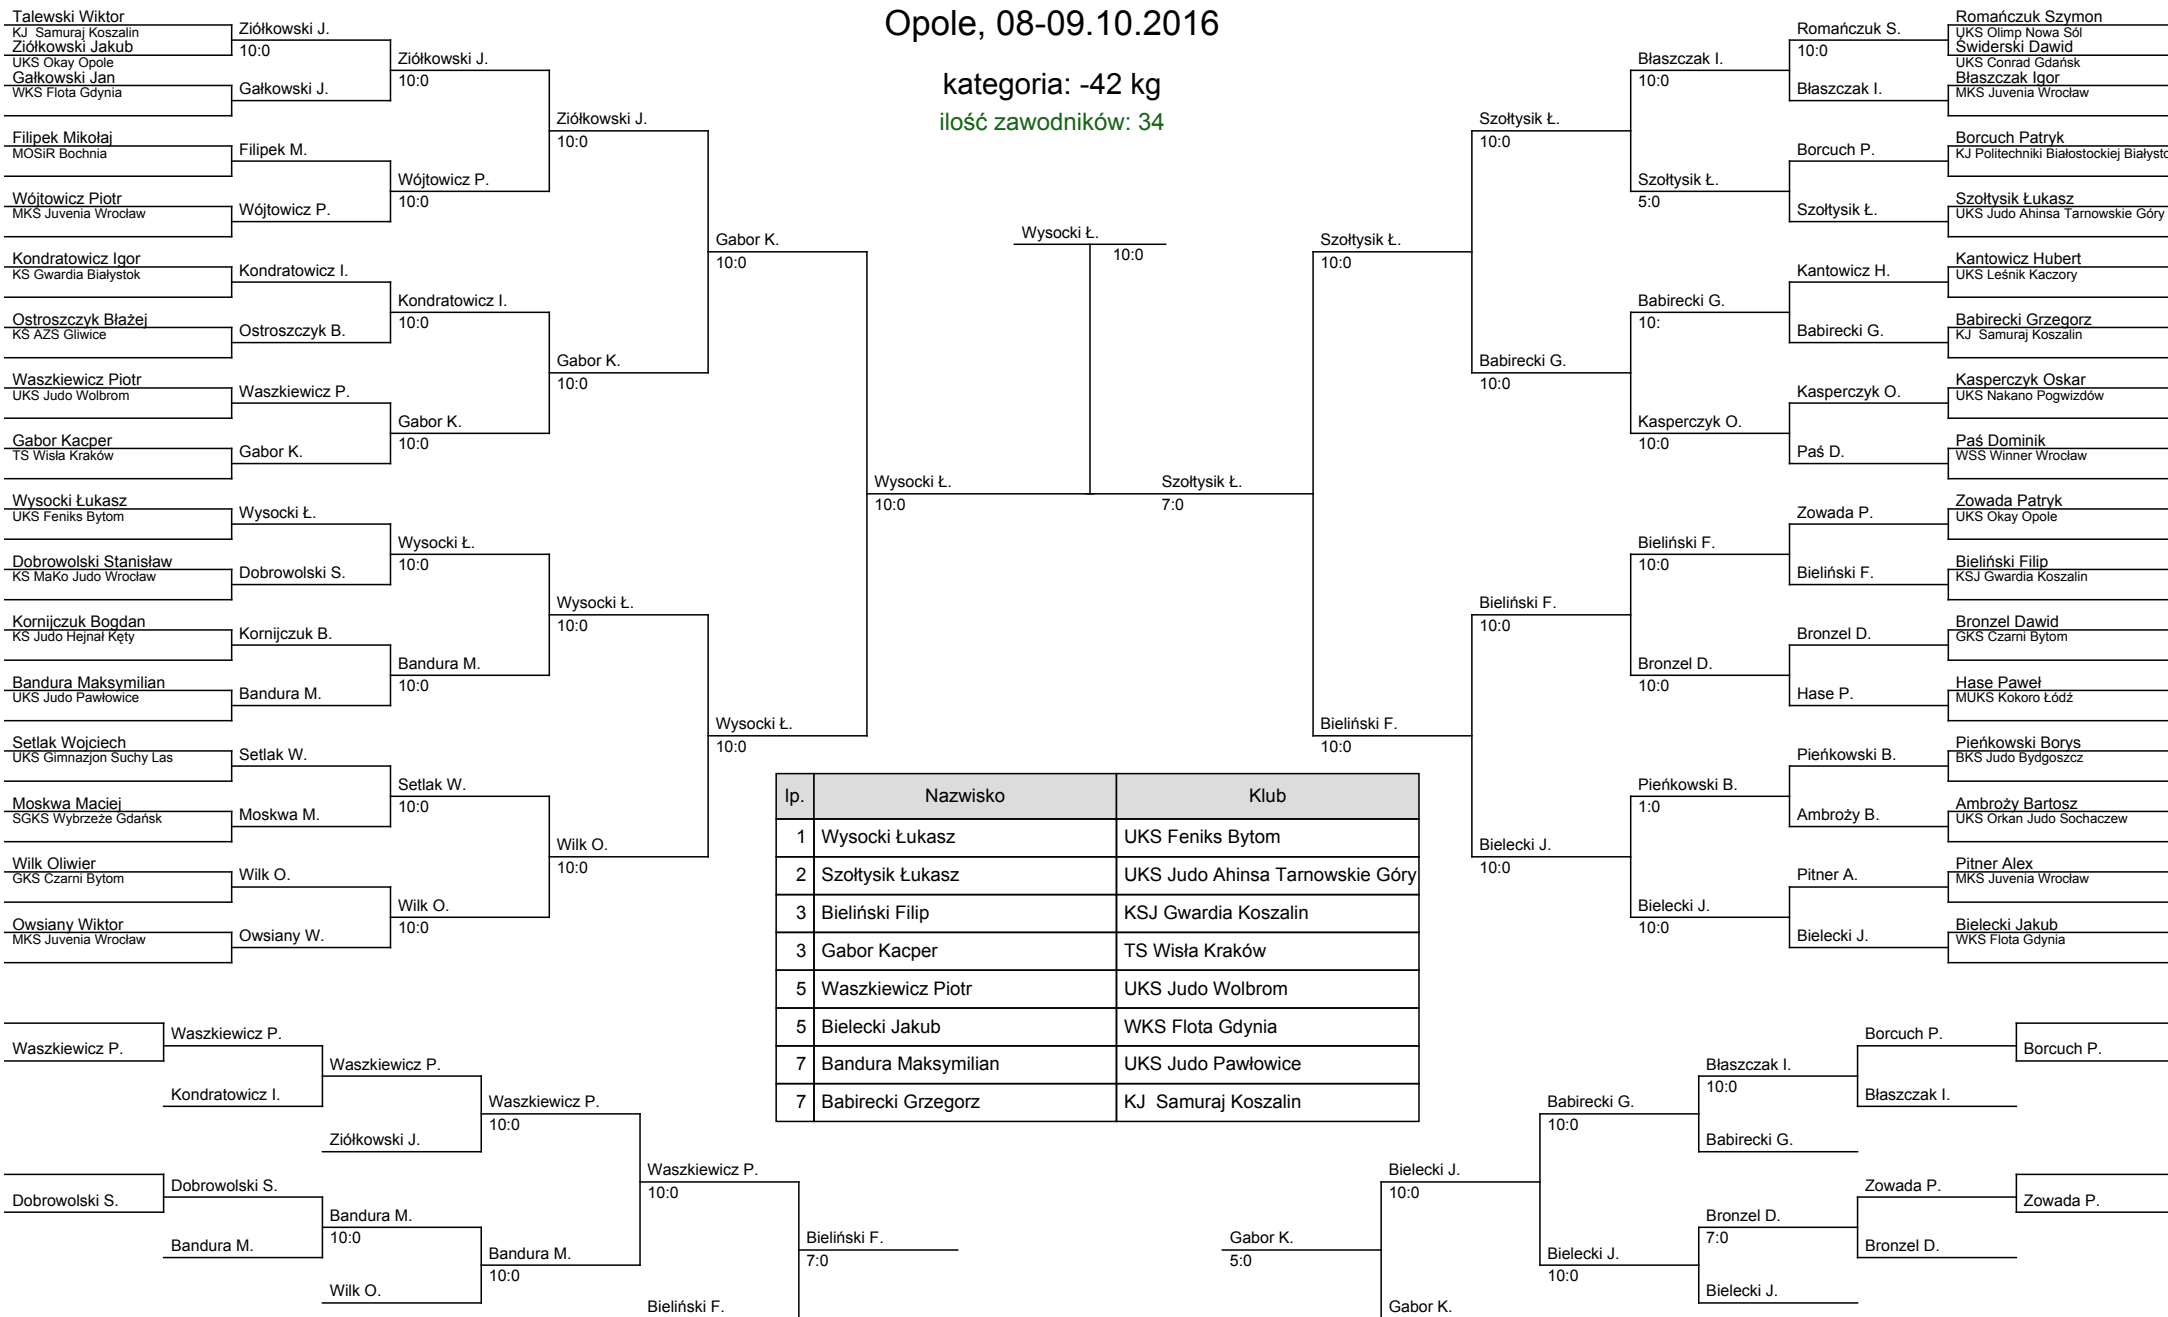 Opole, 08-09.10.2016
kategoria: -42 kg
ilość zawodników: 34
Talewski Wiktor
KJ  Samuraj Koszalin
Ziółkowski Jakub
UKS Okay Opole
Gałkowski Jan
WKS Flota Gdynia
Filipek Mikołaj
MOSiR Bochnia
Wójtowicz Piotr
MKS Juvenia Wrocław
Kondratowicz Igor
KS Gwardia Białystok
Ostroszczyk Błażej
KS AZS Gliwice
Waszkiewicz Piotr
UKS Judo Wolbrom
Gabor Kacper
TS Wisła Kraków
Wysocki Łukasz
UKS Feniks Bytom
Dobrowolski Stanisław
KS MaKo Judo Wrocław
Kornijczuk Bogdan
KS Judo Hejnał Kęty
Bandura Maksymilian
UKS Judo Pawłowice
Setlak Wojciech
UKS Gimnazjon Suchy Las
Moskwa Maciej
SGKS Wybrzeże Gdańsk
Wilk Oliwier
GKS Czarni Bytom
Owsiany Wiktor
MKS Juvenia Wrocław
Ziółkowski J.
10:0
Gałkowski J.
Filipek M.
Wójtowicz P.
Kondratowicz I.
Ostroszczyk B.
Waszkiewicz P.
Gabor K.
Wysocki Ł.
Dobrowolski S.
Kornijczuk B.
Bandura M.
Setlak W.
Moskwa M.
Wilk O.
Owsiany W.
Ziółkowski J.
10:0
Wójtowicz P.
10:0
Kondratowicz I.
10:0
Gabor K.
10:0
Wysocki Ł.
10:0
Bandura M.
10:0
Setlak W.
10:0
Wilk O.
10:0
Ziółkowski J.
10:0
Gabor K.
10:0
Wysocki Ł.
10:0
Wilk O.
10:0
Gabor K.
10:0
Wysocki Ł.
10:0
Wysocki Ł.
10:0
Wysocki Ł.
10:0
Szołtysik Ł.
7:0
Szołtysik Ł.
10:0
Bieliński F.
10:0
Szołtysik Ł.
10:0
Babirecki G.
10:0
Bieliński F.
10:0
Bielecki J.
10:0
Błaszczak I.
10:0
Szołtysik Ł.
5:0
Babirecki G.
10:
Kasperczyk O.
10:0
Bieliński F.
10:0
Bronzel D.
10:0
Pieńkowski B.
1:0
Bielecki J.
10:0
Romańczuk S.
10:0
Błaszczak I.
Borcuch P.
Szołtysik Ł.
Kantowicz H.
Babirecki G.
Kasperczyk O.
Paś D.
Zowada P.
Bieliński F.
Bronzel D.
Hase P.
Pieńkowski B.
Ambroży B.
Pitner A.
Bielecki J.
Romańczuk Szymon
UKS Olimp Nowa Sól
Świderski Dawid
UKS Conrad Gdańsk
Błaszczak Igor
MKS Juvenia Wrocław
Borcuch Patryk
KJ Politechniki Białostockiej Białysto
Szołtysik Łukasz
UKS Judo Ahinsa Tarnowskie Góry
Kantowicz Hubert
UKS Leśnik Kaczory
Babirecki Grzegorz
KJ  Samuraj Koszalin
Kasperczyk Oskar
UKS Nakano Pogwizdów
Paś Dominik
WSS Winner Wrocław
Zowada Patryk
UKS Okay Opole
Bieliński Filip
KSJ Gwardia Koszalin
Bronzel Dawid
GKS Czarni Bytom
Hase Paweł
MUKS Kokoro Łódź
Pieńkowski Borys
BKS Judo Bydgoszcz
Ambroży Bartosz
UKS Orkan Judo Sochaczew
Pitner Alex
MKS Juvenia Wrocław
Bielecki Jakub
WKS Flota Gdynia
lp. Nazwisko Klub
1 Wysocki Łukasz UKS Feniks Bytom
2 Szołtysik Łukasz UKS Judo Ahinsa Tarnowskie Góry
3 Bieliński Filip KSJ Gwardia Koszalin
3 Gabor Kacper TS Wisła Kraków
5 Waszkiewicz Piotr UKS Judo Wolbrom
5 Bielecki Jakub WKS Flota Gdynia
7 Bandura Maksymilian UKS Judo Pawłowice
7 Babirecki Grzegorz KJ  Samuraj Koszalin
Waszkiewicz P.
Dobrowolski S.
Waszkiewicz P.
Kondratowicz I.
Dobrowolski S.
Bandura M.
Waszkiewicz P.
Ziółkowski J.
Bandura M.
10:0
Wilk O.
Waszkiewicz P.
10:0
Bandura M.
10:0
Waszkiewicz P.
10:0
Bieliński F.
Bieliński F.
7:0
Gabor K.
5:0
Bielecki J.
10:0
Gabor K.
Babirecki G.
10:0
Bielecki J.
10:0
Błaszczak I.
10:0
Babirecki G.
Bronzel D.
7:0
Bielecki J.
Borcuch P.
Błaszczak I.
Zowada P.
Bronzel D.
Borcuch P.
Zowada P.